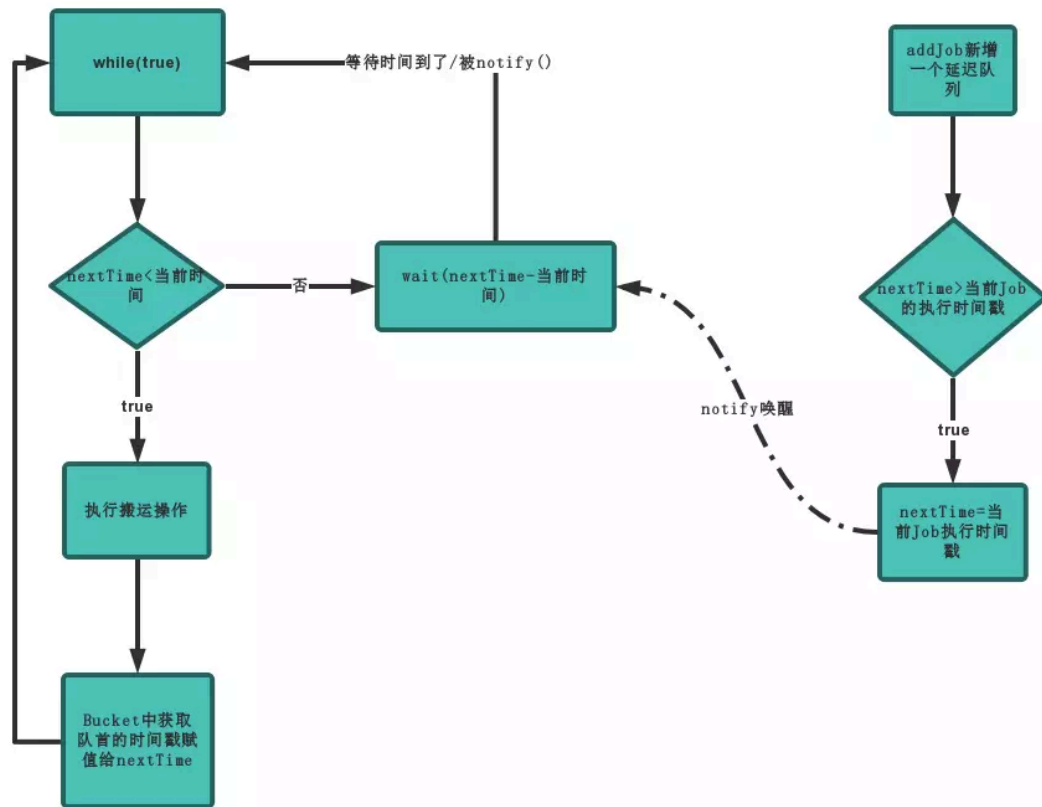 while(true)
等待时间到了/被notify()
addJob新增
一个延迟队
列
nextTime<当前时
间
否
wait(nextTime-当前时
间)
nextTime>当前Job
的执行时间戳
true
notify唤醒
true
执行搬运操作
nextTime=当
前Job执行时间
戳
Bucket中获取
队首的时间戳赋
值给nextTime